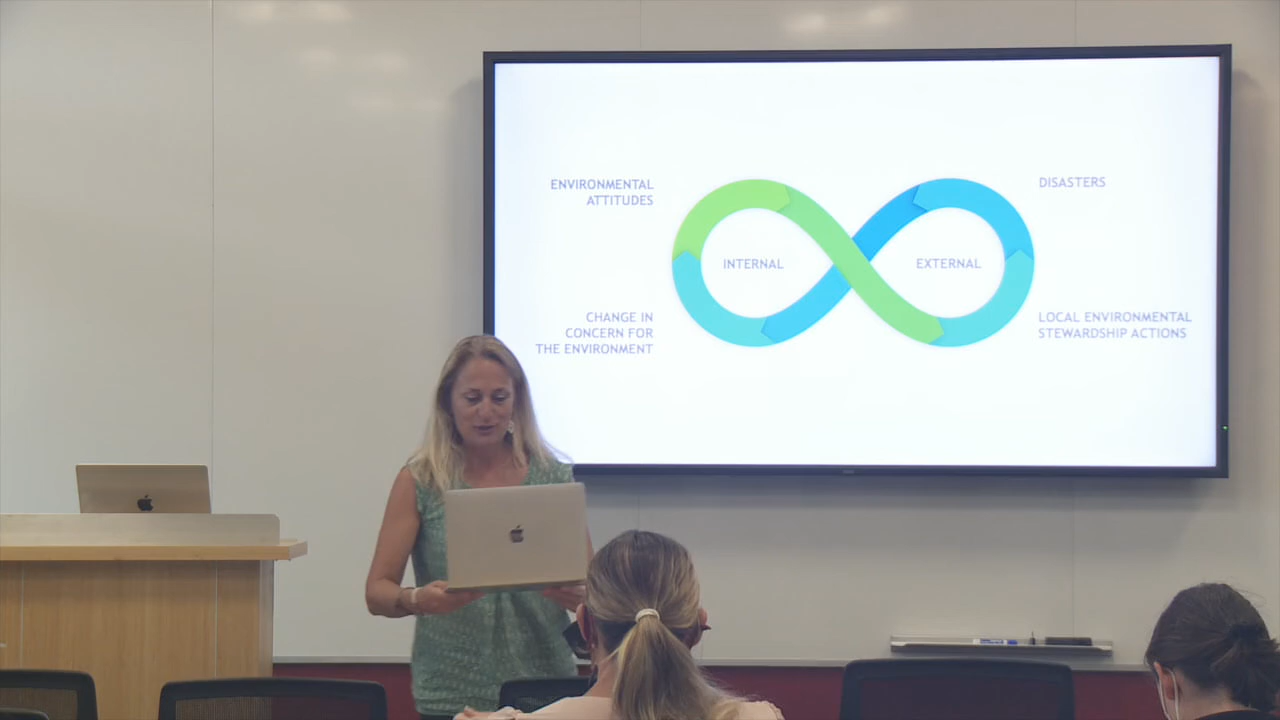 ENVIRONMENTAL
ATTITUDES
DISASTERS
INTERNAL
EXTERNAL
CHANGE IN
CONCERN FOR
THE ENVIRONMENT
LOCAL ENVIRONMENTAL
STEWARDSHIP ACTIONS